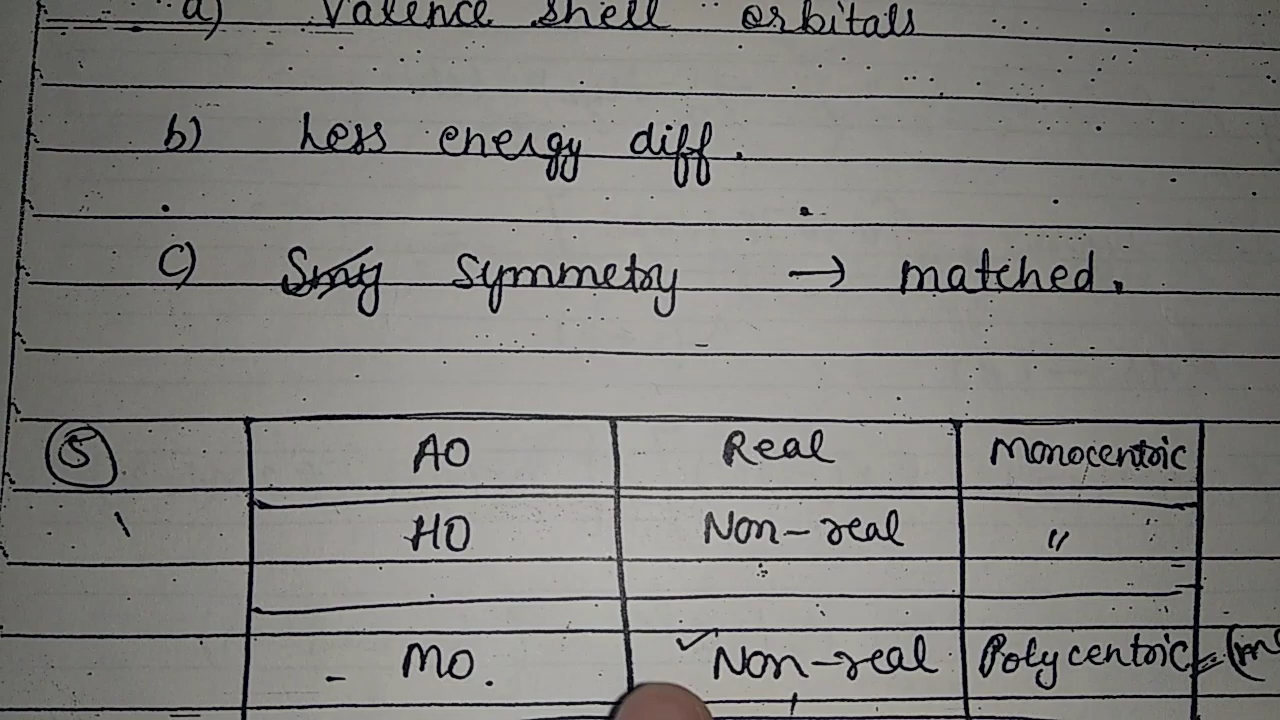 a) Valence shell orbitals
b) Less energy diff.
c) Symmetry → matched.
5 AO Real Monocentric
HO Non-real "
- MO. ✓Non-real Polycentric